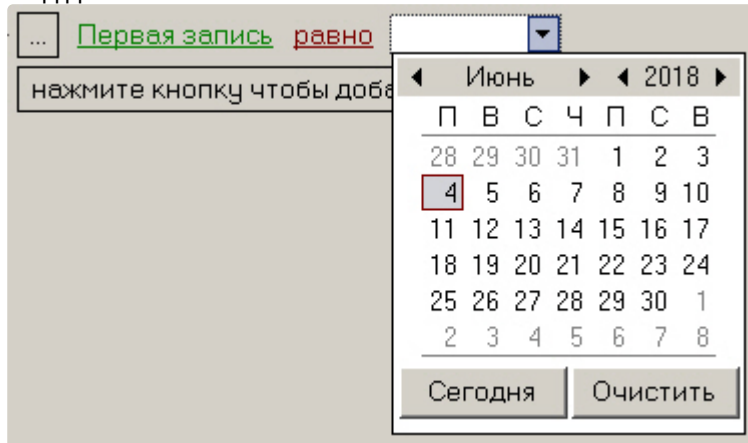 ... Первая запись равно
нажмите кнопку чтобы
Июнь 2018
П В С Ч П С В
28 29 30 31 1 2 3
4 5 6 7 8 9 10
11 12 13 14 15 16 17
18 19 20 21 22 23 24
25 26 27 28 29 30 1
2 3 4 5 6 7 8
Сегодня Очистить